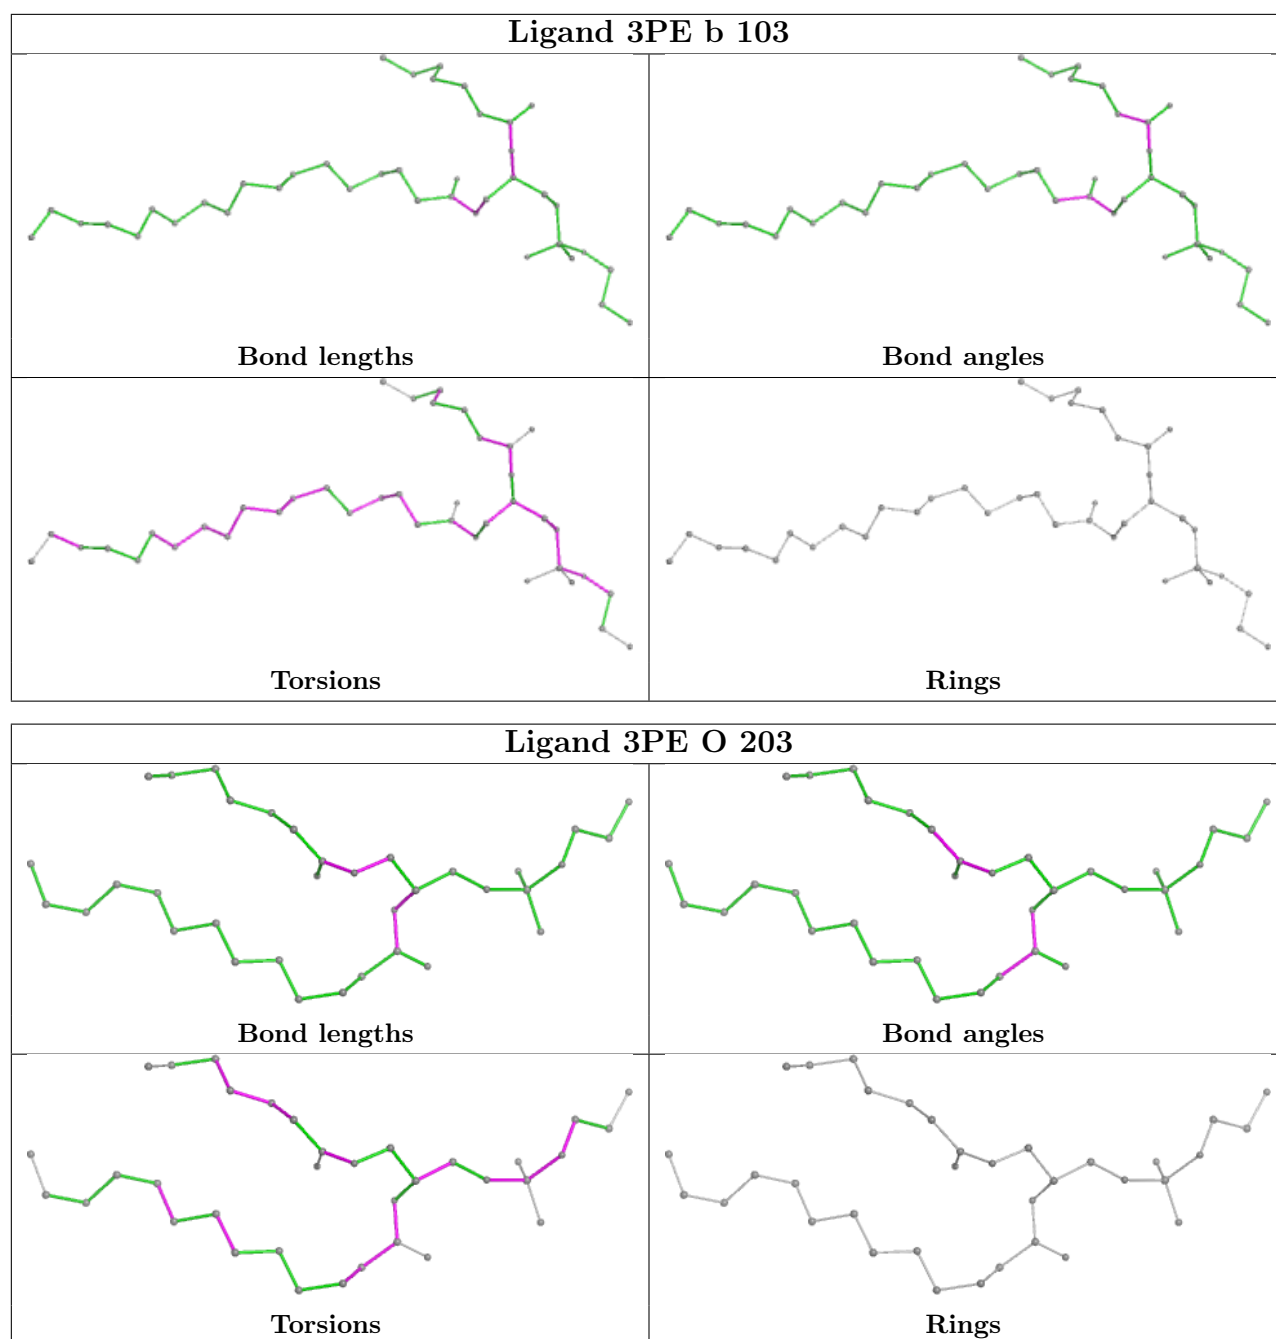 Ligand 3PE b 103
Bond lengths
Bond angles
Torsions
Rings
Ligand 3PE O 203
Bond lengths
Bond angles
Torsions
Rings